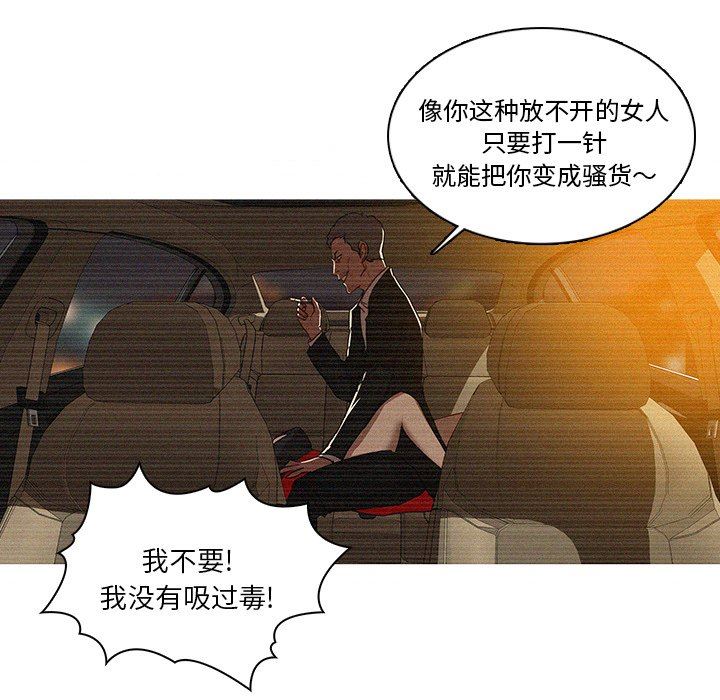 像你这种放不开的女人
只要打一针
就能把你变成骚货～
我不要!
我没有吸过毒!